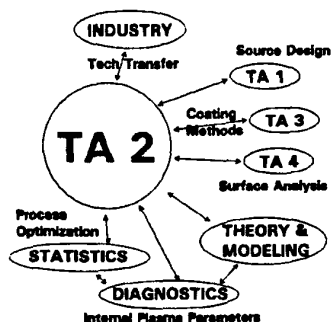 INDUSTRY
Tech Transfer
Source Design
TA 1
TA 2
Coating
Methods
TA 3
TA 4
Surface Analysis
Process
Optimization
THEORY &
MODELING
STATISTICS
DIAGNOSTICS
Internal Plasma Parameters